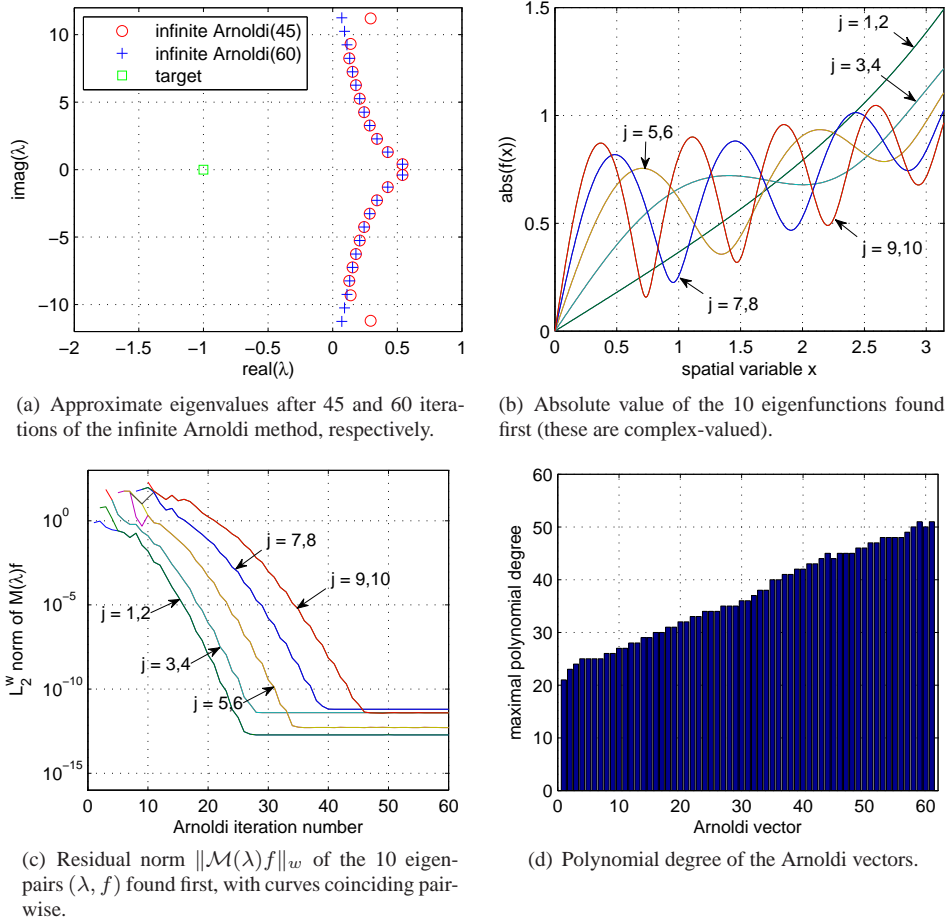 10
5
0
−5
−10
imag(λ)
infinite Arnoldi(45)
infinite Arnoldi(60)
target
−2 −1.5 −1 −0.5 0 0.5 1
real(λ)
(a) Approximate eigenvalues after 45 and 60 itera-
tions of the infinite Arnoldi method, respectively.
1.5
1
0.5
0
abs(f(x))
j = 1,2
j = 3,4
j = 5,6
j = 9,10
j = 7,8
0 0.5 1 1.5 2 2.5 3
spatial variable x
(b) Absolute value of the 10 eigenfunctions found
first (these are complex-valued).
10^0
10^−5
10^−10
10^−15
L_2^w norm of M(λ)f
j = 7,8
j = 9,10
j = 1,2
j = 3,4
j = 5,6
0 10 20 30 40 50 60
Arnoldi iteration number
(c) Residual norm ∥ℳ(λ)f∥_w of the 10 eigen-
pairs (λ, f) found first, with curves coinciding pair-
wise.
60
50
40
30
20
10
0
maximal polynomial degree
0 10 20 30 40 50 60
Arnoldi vector
(d) Polynomial degree of the Arnoldi vectors.